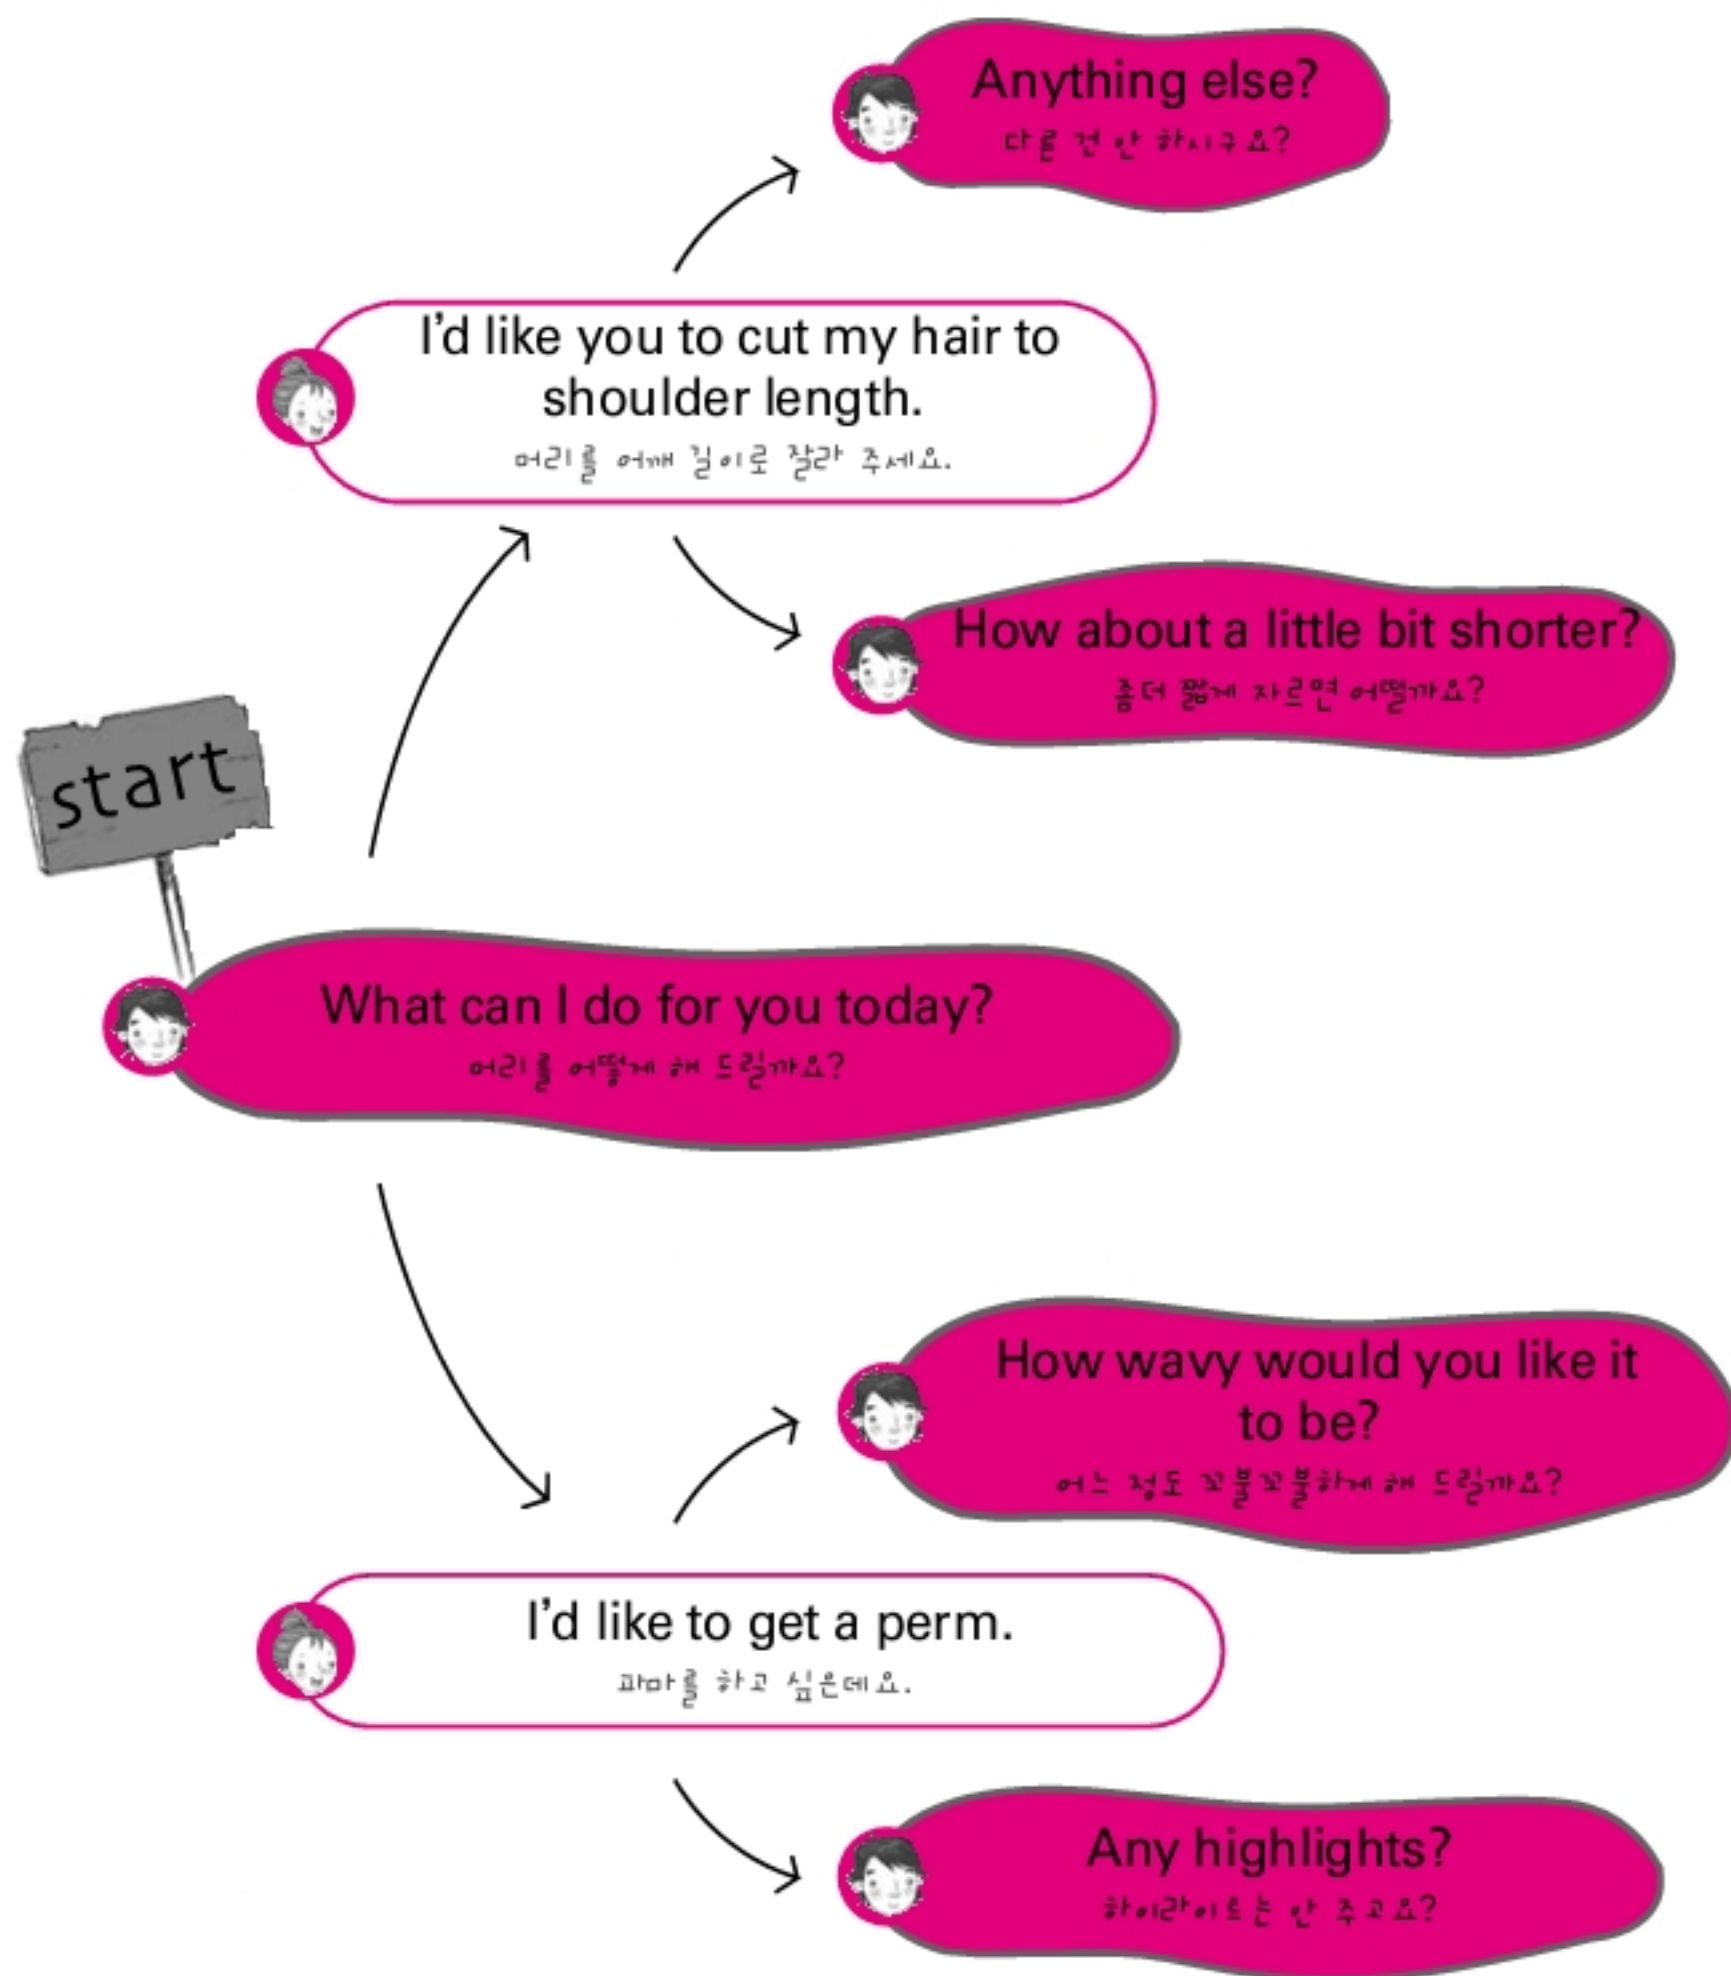 Anything else?
다른 건 안 하시구요?
I'd like you to cut my hair to
shoulder length.
머리를 어깨 길이로 잘라 주세요.
How about a little bit shorter?
좀더 짧게 자르면 어떨까요?
start
What can I do for you today?
머리를 어떻게 해 드릴까요?
How wavy would you like it
to be?
어느 정도 꼬불꼬불하게 해 드릴까요?
I'd like to get a perm.
파마를 하고 싶은데요.
Any highlights?
하이라이트는 안 주고요?